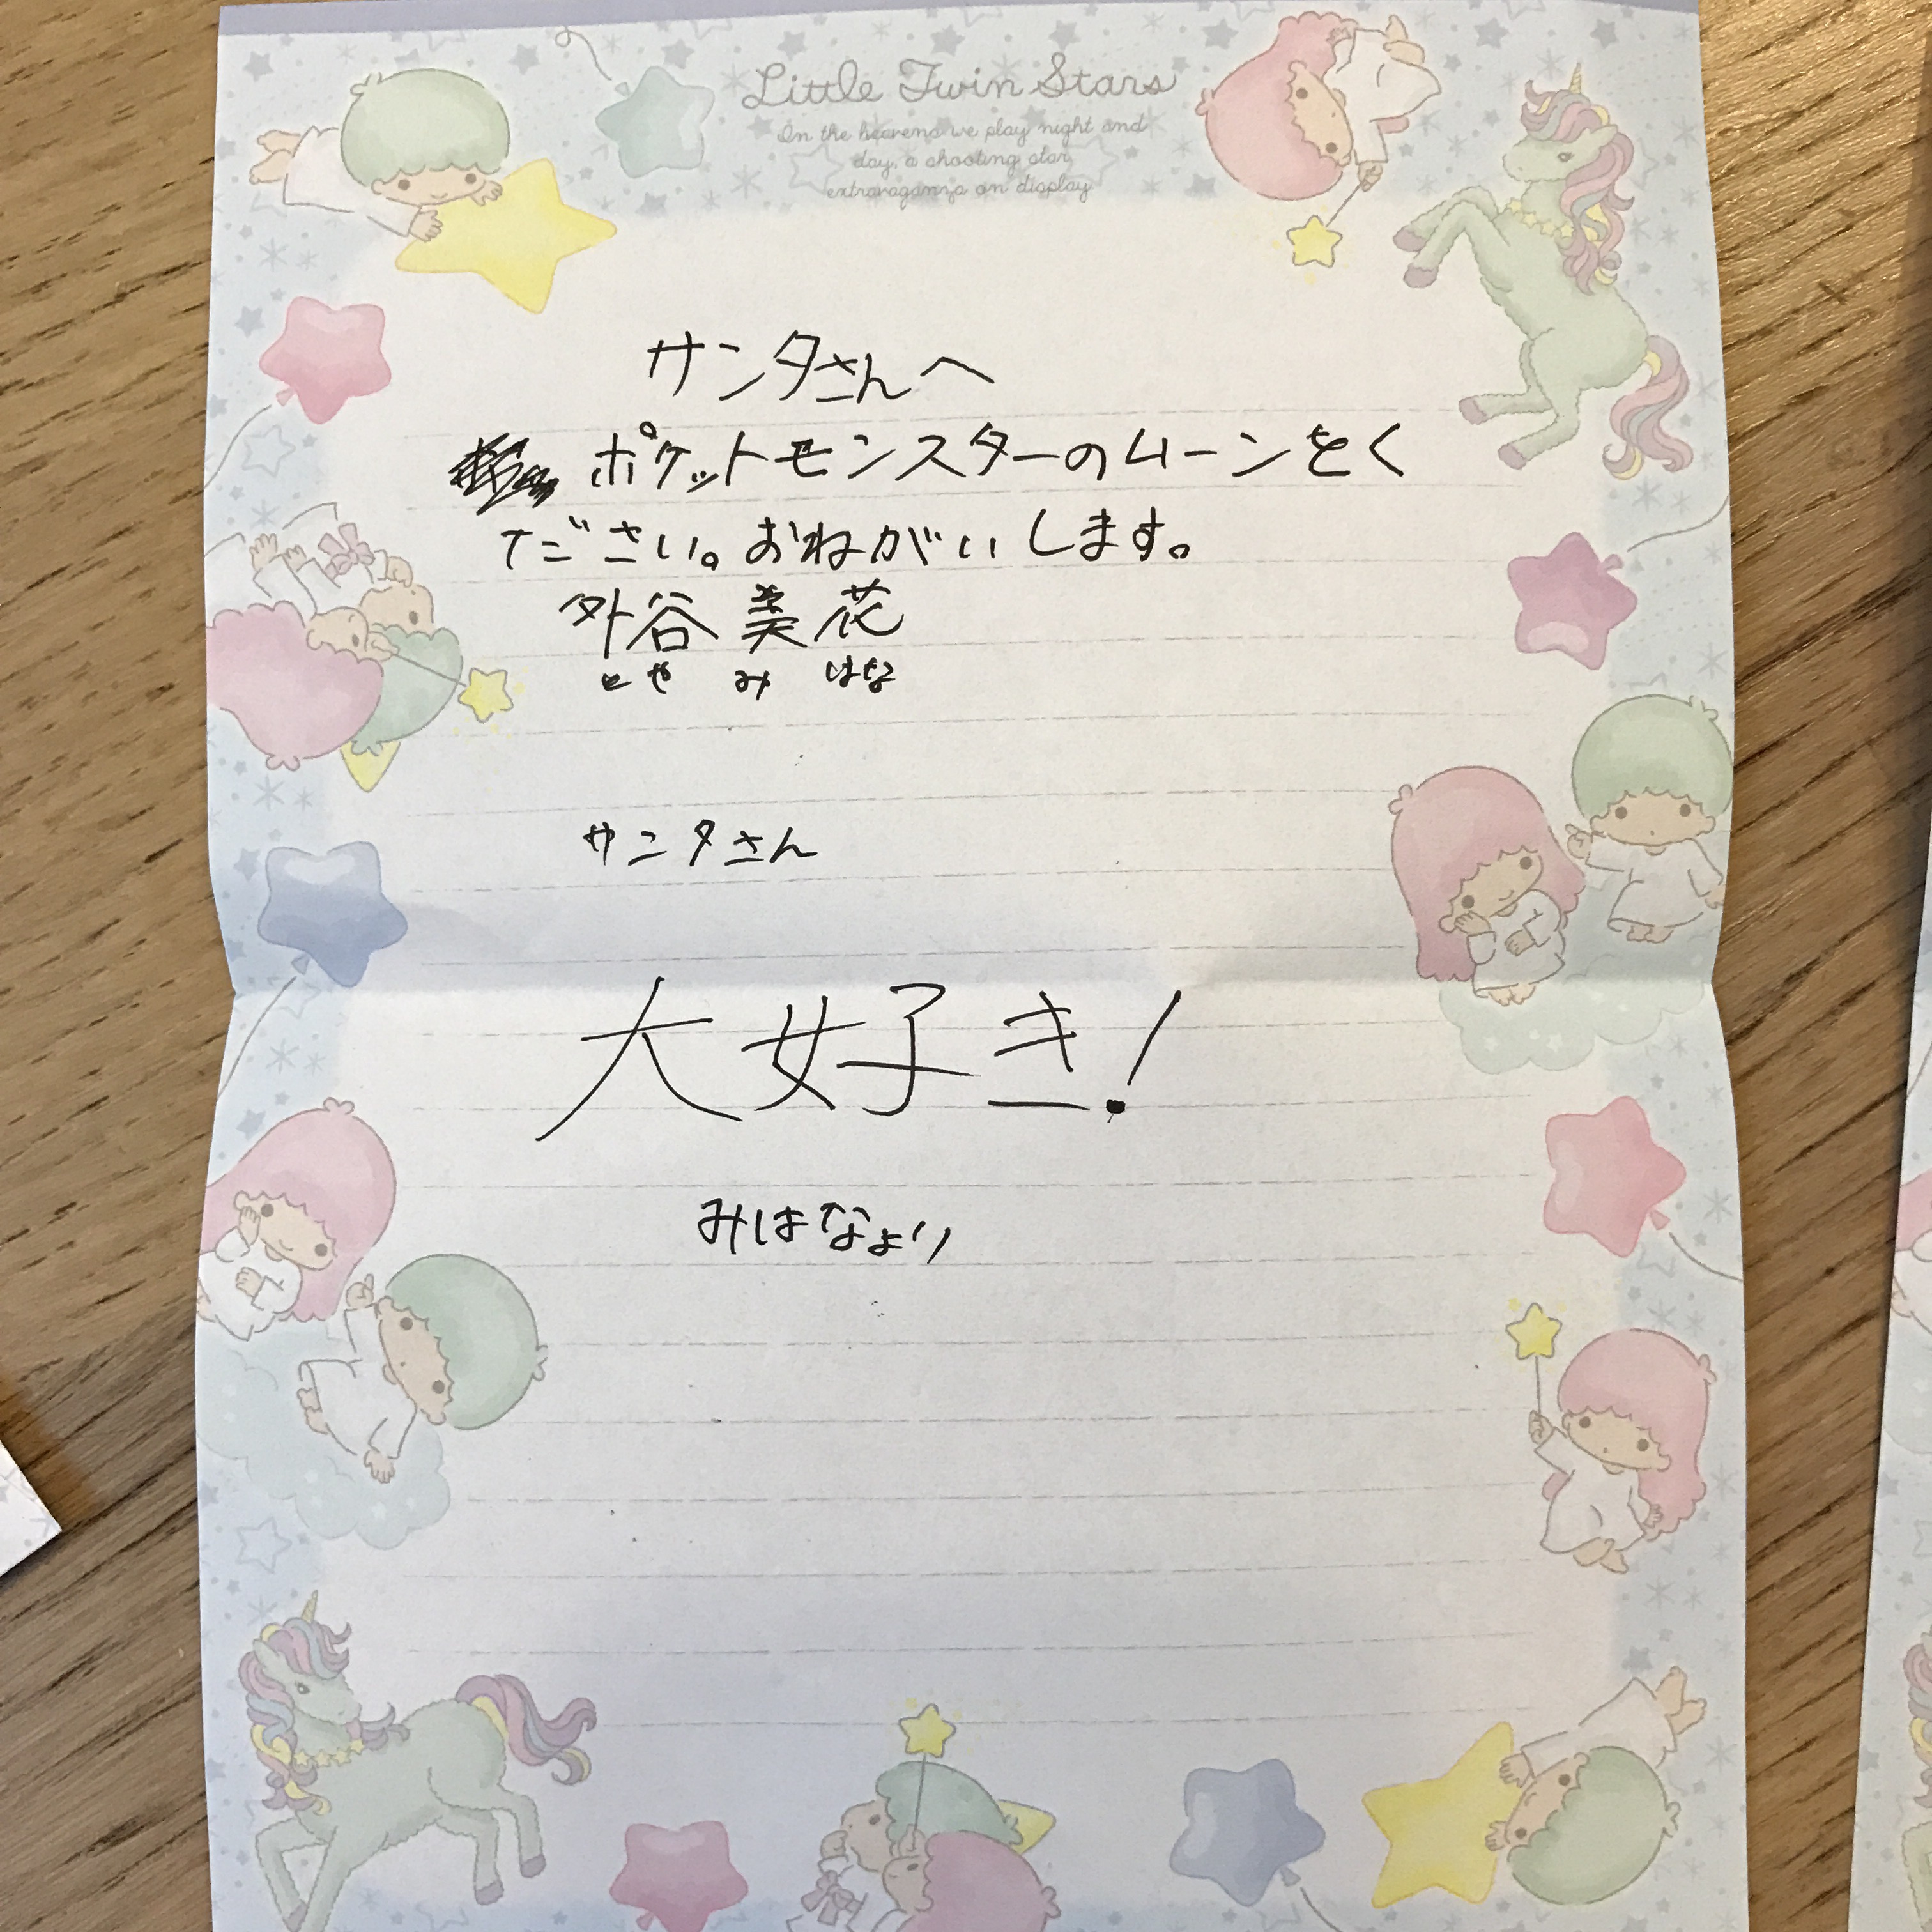 Little Twin Stars
In the heavens we play night and
day, a shooting star
extravaganza on display
サンタさんへ
ポケットモンスターのムーンをく
ださい。おねがいします。
外谷 美花
とや み はな
サンタさん
大好き!
みはなより